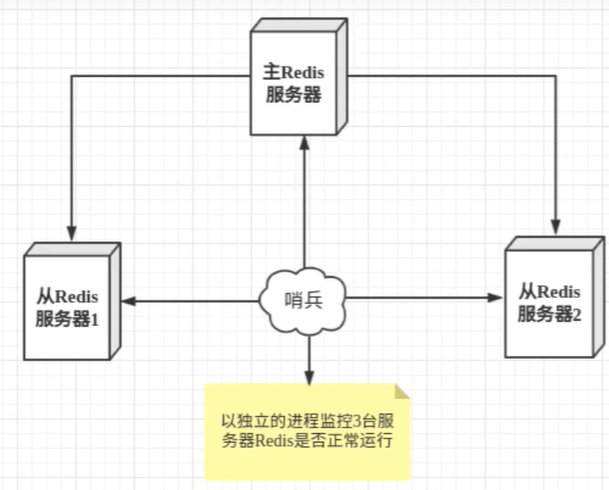 主Redis
服务器
从Redis
服务器1
哨兵
从Redis
服务器2
以独立的进程监控3台服
务器Redis是否正常运行